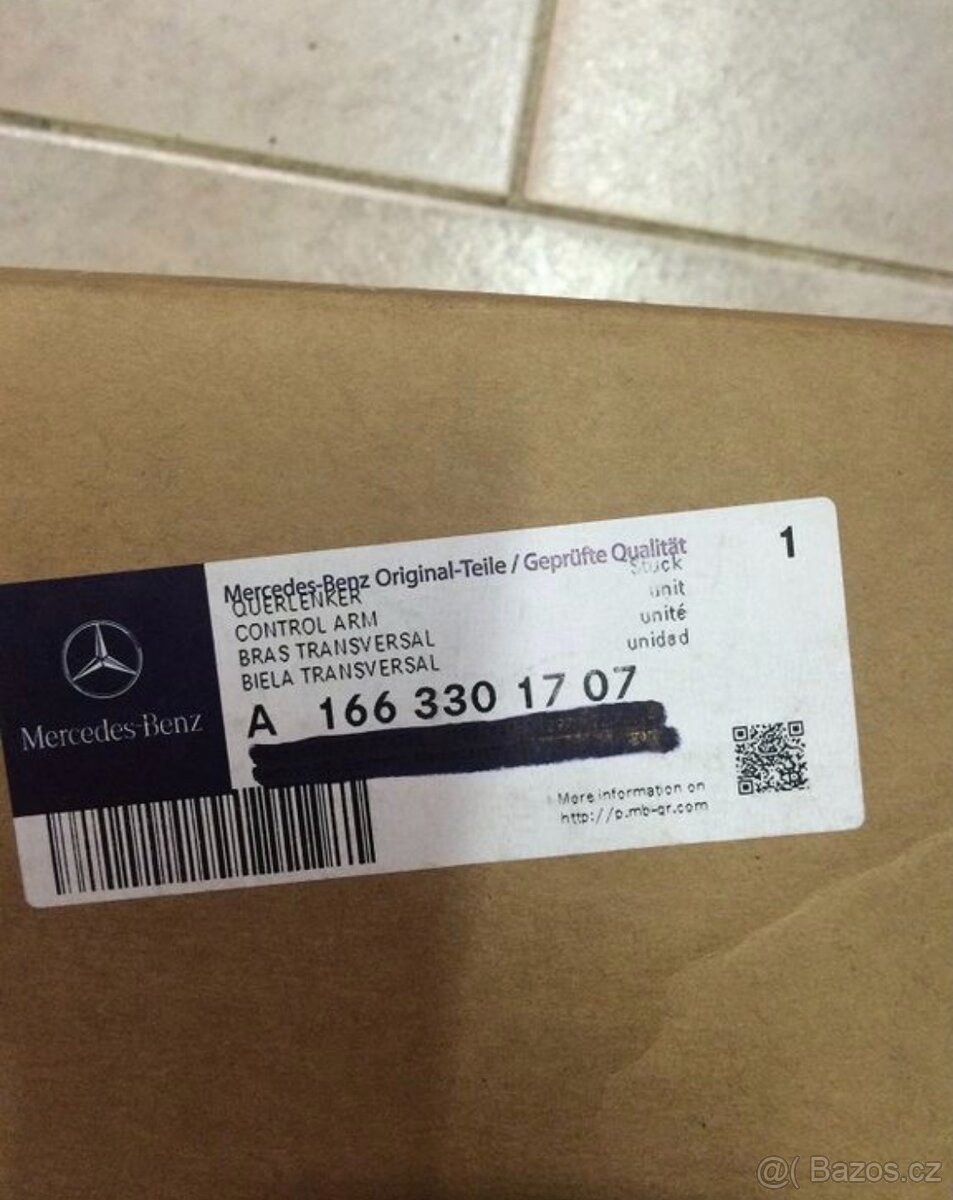 Mercedes-Benz Original-Teile / Geprüfte Qualität
1
QUERLENKER
Stück
CONTROL ARM
unit
BRAS TRANSVERSAL
unité
BIELA TRANSVERSAL
unidad
A 166 330 17 07
Mercedes-Benz
More information on
http://p.mb-qr.com
@( Bazos.cz